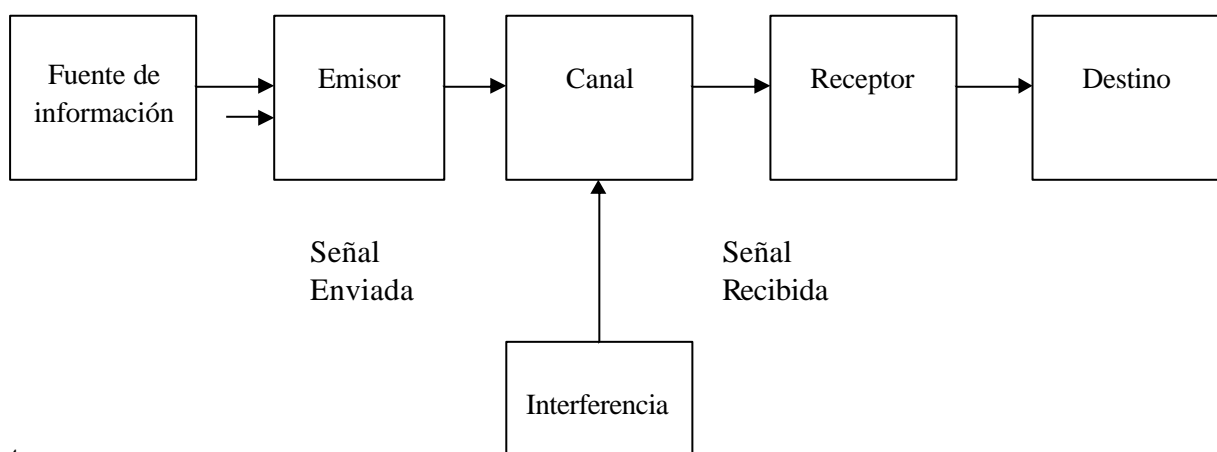 Fuente de
información
Emisor
Canal
Receptor
Destino
Señal
Enviada
Señal
Recibida
Interferencia